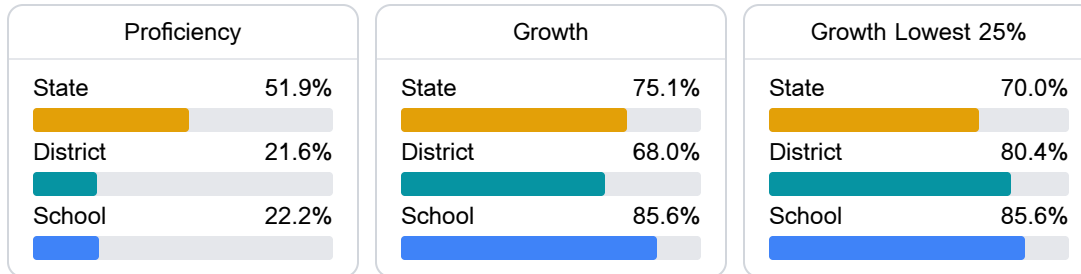 Proficiency
State 51.9%
District 21.6%
School 22.2%
Growth
State 75.1%
District 68.0%
School 85.6%
Growth Lowest 25%
State 70.0%
District 80.4%
School 85.6%